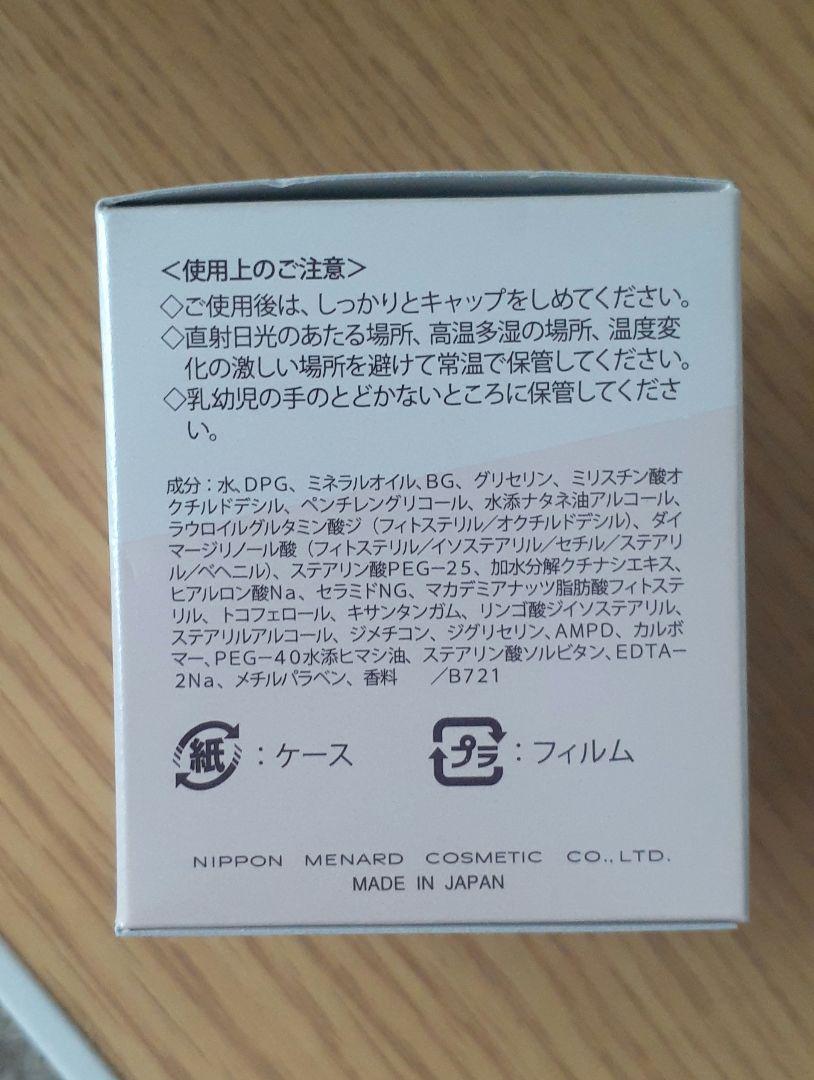 ＜使用上のご注意＞
◇ご使用後は、しっかりとキャップをしめてください。
◇直射日光のあたる場所、高温多湿の場所、温度変
化の激しい場所を避けて常温で保管してください。
◇乳幼児の手のとどかないところに保管してくださ
い。
成分：水、DPG、ミネラルオイル、BG、グリセリン、ミリスチン酸オ
クチルドデシル、ペンチレングリコール、水添ナタネ油アルコール、
ラウロイルグルタミン酸ジ（フィトステリル／オクチルドデシル）、ダイ
マージリノール酸（フィトステリル／イソステアリル／セチル／ステアリ
ル／ベヘニル）、ステアリン酸PEG－25、加水分解クチナシエキス、
ヒアルロン酸Na、セラミドNG、マカデミアナッツ脂肪酸フィトステ
リル、トコフェロール、キサンタンガム、リンゴ酸ジイソステアリル、
ステアリルアルコール、ジメチコン、ジグリセリン、AMPD、カルボ
マー、PEG－40水添ヒマシ油、ステアリン酸ソルビタン、EDTA－
2Na、メチルパラベン、香料　／B721
紙：ケース
プラ：フィルム
NIPPON MENARD COSMETIC CO.,LTD.
MADE IN JAPAN